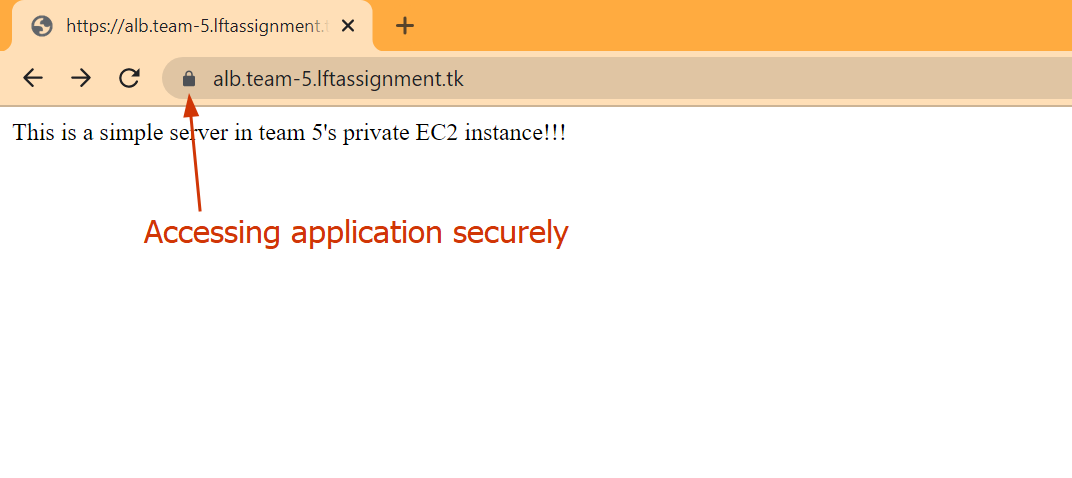 https://alb.team-5.lftassignment.t
alb.team-5.lftassignment.tk
This is a simple server in team 5's private EC2 instance!!!
Accessing application securely